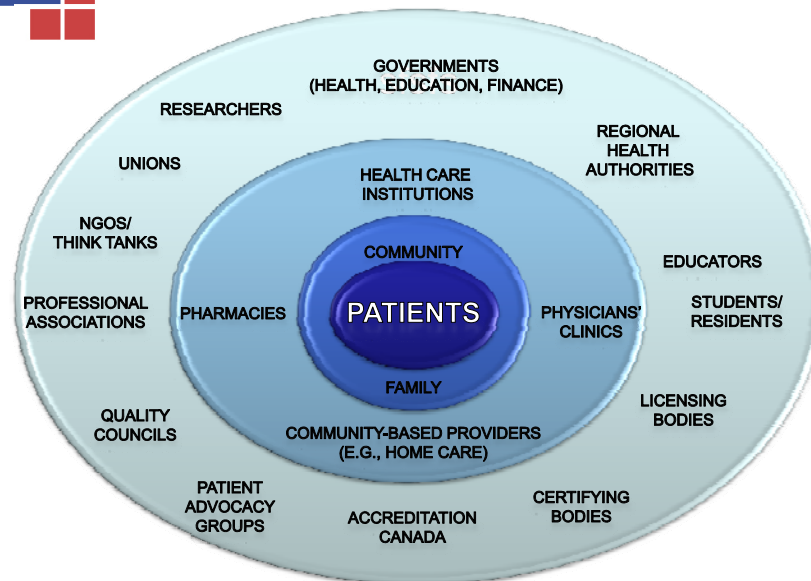 GOVERNMENTS
(HEALTH, EDUCATION, FINANCE)
RESEARCHERS
REGIONAL
HEALTH
AUTHORITIES
UNIONS
HEALTH CARE
INSTITUTIONS
NGOS/
THINK TANKS
COMMUNITY
EDUCATORS
PROFESSIONAL
ASSOCIATIONS
PHARMACIES
PATIENTS
PHYSICIANS'
CLINICS
STUDENTS/
RESIDENTS
FAMILY
LICENSING
BODIES
QUALITY
COUNCILS
COMMUNITY-BASED PROVIDERS
(E.G., HOME CARE)
PATIENT
ADVOCACY
GROUPS
ACCREDITATION
CANADA
CERTIFYING
BODIES